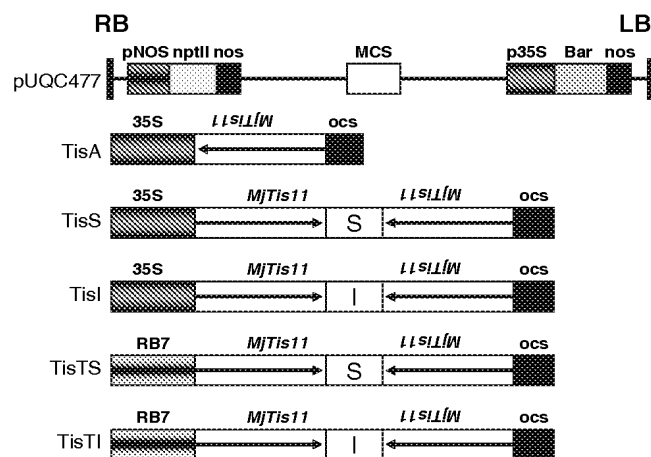 RB LB
pNOS nptII nos MCS p35S Bar nos
pUQC477
35S MjTis11 ocs
TisA
35S MjTis11 MjTis11 ocs
TisS S
35S MjTis11 MjTis11 ocs
TisI I
RB7 MjTis11 MjTis11 ocs
TisTS S
RB7 MjTis11 MjTis11 ocs
TisTI I